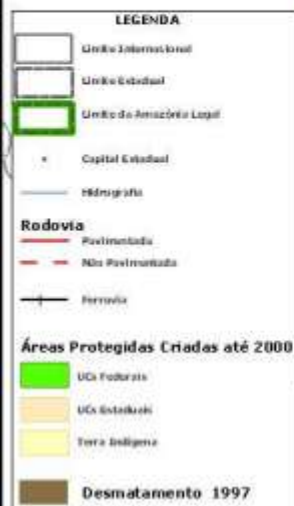 LEGENDA
Limite Internacional
Limite Estadual
Limite da Amazônia Legal
Capital Estadual
Hidrografia
Rodovia
Pavimentada
Não Pavimentada
Ferrovia
Áreas Protegidas Criadas até 2000
UCs Federais
UCs Estaduais
Terra Indígena
Desmatamento 1997